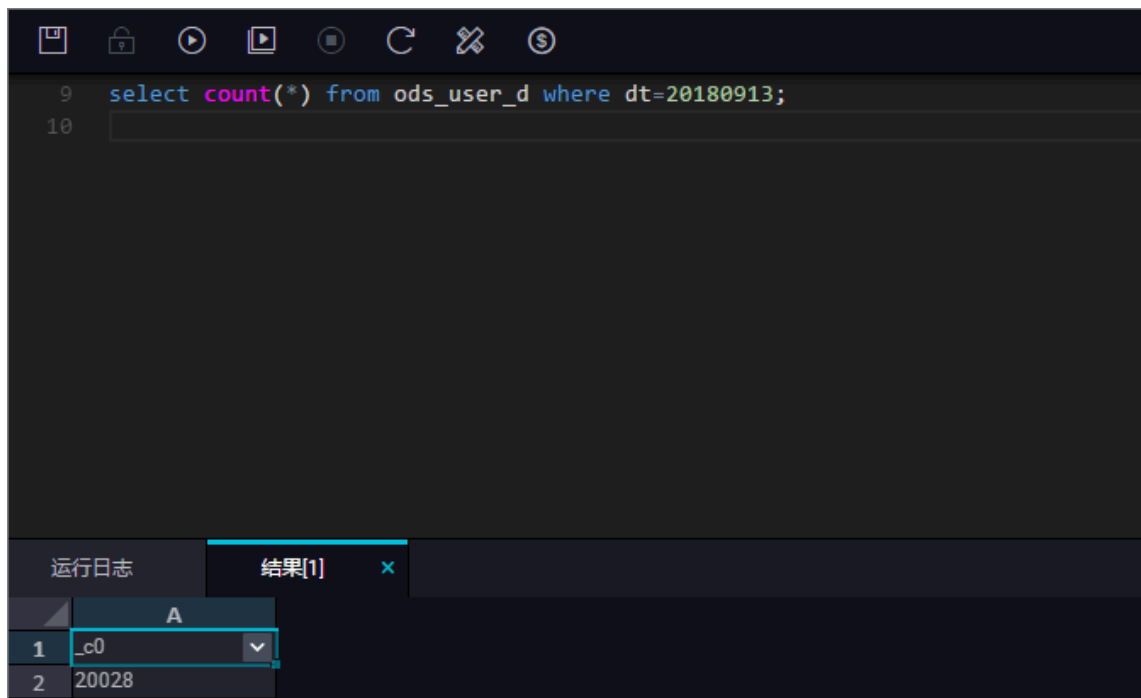 9 select count(*) from ods_user_d where dt=20180913;
10
运行日志 结果[1] ×
A
1 _c0
2 20028